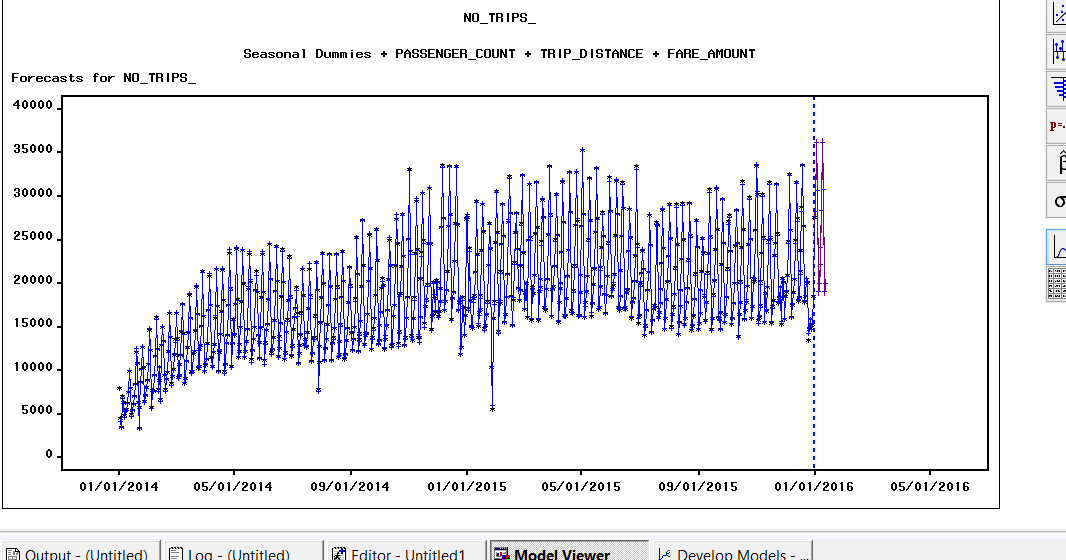 NO_TRIPS_
Seasonal Dummies + PASSENGER_COUNT + TRIP_DISTANCE + FARE_AMOUNT
Forecasts for NO_TRIPS_
40000
35000
30000
25000
20000
15000
10000
5000
0
01/01/2014 05/01/2014 09/01/2014 01/01/2015 05/01/2015 09/01/2015 01/01/2016 05/01/2016
p=.
β̂
σ
Output - (Untitled) Log - (Untitled) Editor - Untitled1 Model Viewer Develop Models - ...